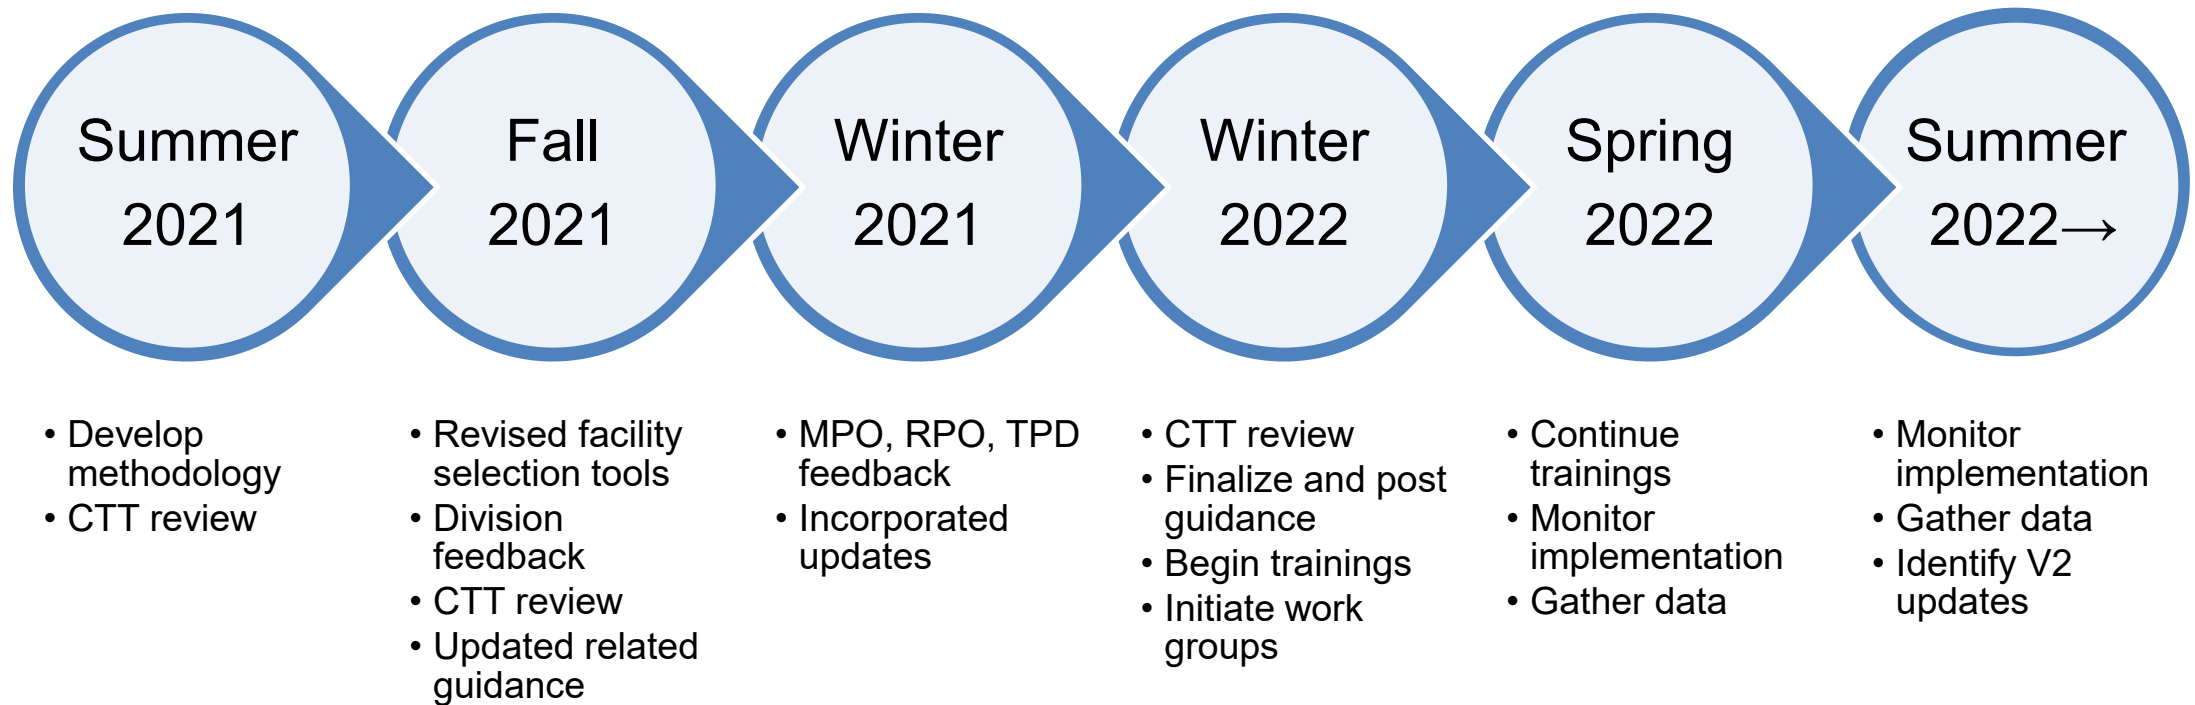 Summer
2021
Fall
2021
Winter
2021
Winter
2022
Spring
2022
Summer
2022→
• Develop
methodology
• CTT review
• Revised facility
selection tools
• Division
feedback
• CTT review
• Updated related
guidance
• MPO, RPO, TPD
feedback
• Incorporated
updates
• CTT review
• Finalize and post
guidance
• Begin trainings
• Initiate work
groups
• Continue
trainings
• Monitor
implementation
• Gather data
• Monitor
implementation
• Gather data
• Identify V2
updates